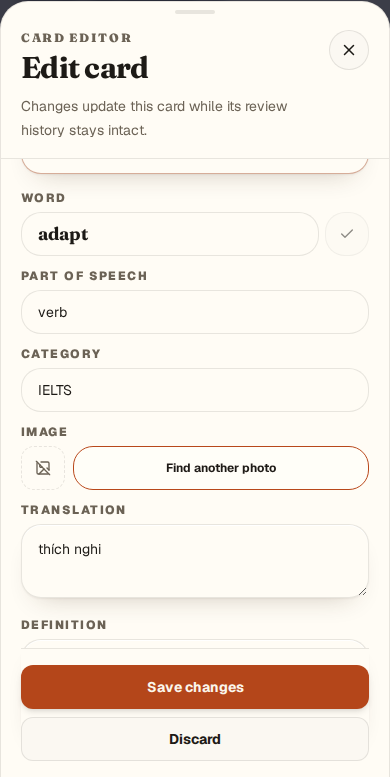 CARD EDITOR
Edit card
Changes update this card while its review
history stays intact.
WORD
adapt
PART OF SPEECH
verb
CATEGORY
IELTS
IMAGE
Find another photo
TRANSLATION
thích nghi
DEFINITION
Save changes
Discard